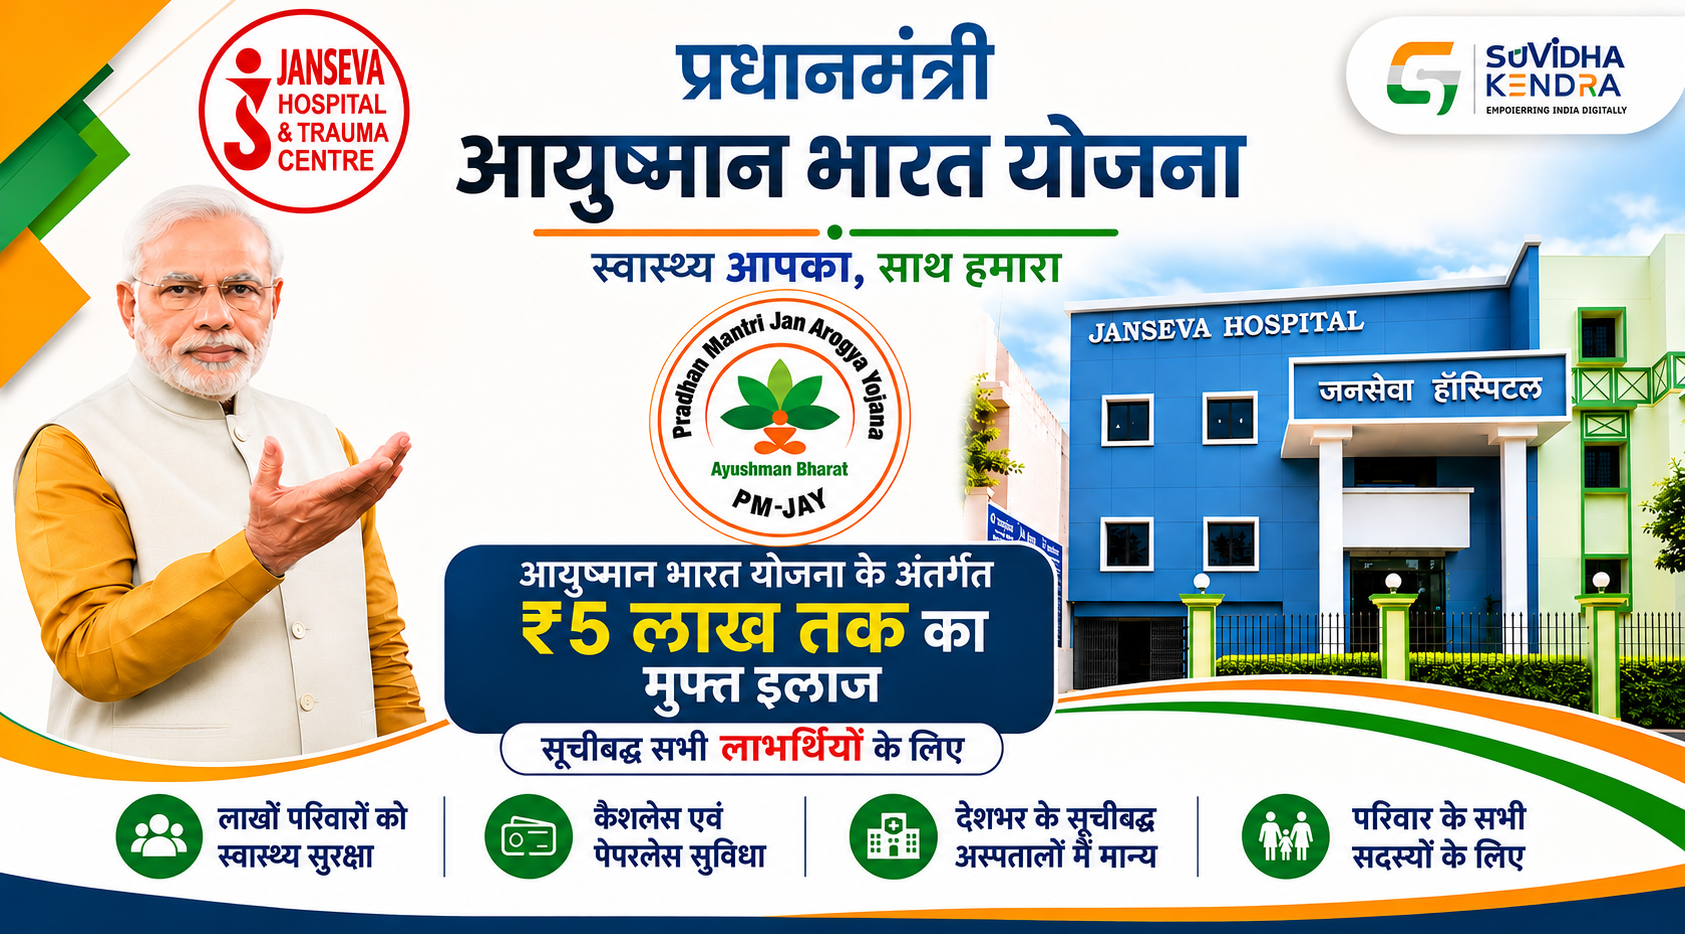 JANSEVA
HOSPITAL
& TRAUMA
CENTRE
प्रधानमंत्री
आयुष्मान भारत योजना
स्वास्थ्य आपका, साथ हमारा
SUVIDHA
KENDRA
EMPOIERRING INDIA DIGITALLY
Pradhan Mantri Jan Arogya Yojana
Ayushman Bharat
PM-JAY
JANSEVA HOSPITAL
जनसेवा हॉस्पिटल
आयुष्मान भारत योजना के अंतर्गत
₹5 लाख तक का
मुफ्त इलाज
सूचीबद्ध सभी लाभर्थियों के लिए
लाखों परिवारों को
स्वास्थ्य सुरक्षा
कैशलेस एवं
पेपरलेस सुविधा
देशभर के सूचीबद्ध
अस्पतालों में मान्य
परिवार के सभी
सदस्यों के लिए